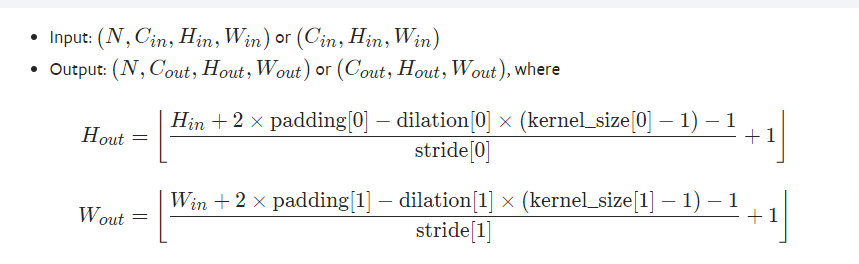 • Input: (N, C_in, H_in, W_in) or (C_in, H_in, W_in)
• Output: (N, C_out, H_out, W_out) or (C_out, H_out, W_out), where
H_out = ⌊(H_in + 2 × padding[0] − dilation[0] × (kernel_size[0] − 1) − 1) / stride[0] + 1⌋
W_out = ⌊(W_in + 2 × padding[1] − dilation[1] × (kernel_size[1] − 1) − 1) / stride[1] + 1⌋